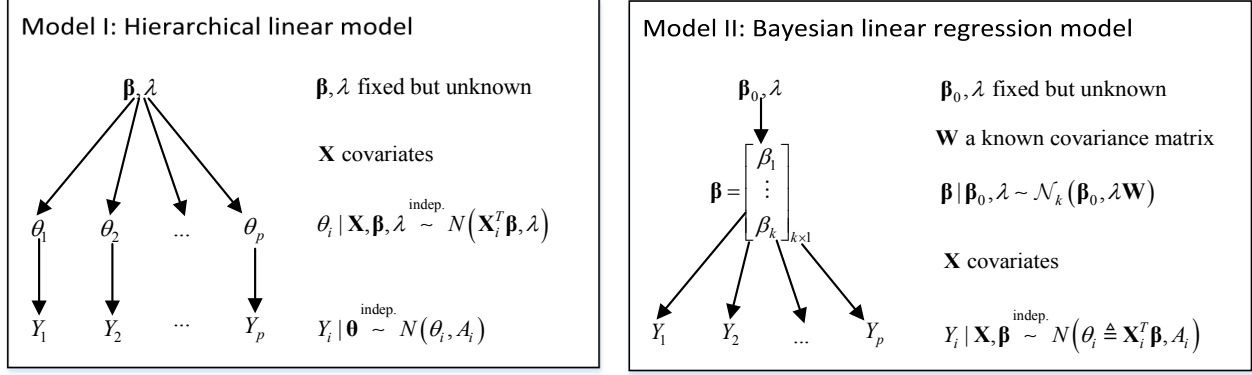 Model I: Hierarchical linear model
β, λ
β, λ fixed but unknown
X covariates
θ₁ θ₂ ... θₚ
θᵢ | X, β, λ indep. ~ N(Xᵢᵀβ, λ)
Y₁ Y₂ ... Yₚ
Yᵢ | θ indep. ~ N(θᵢ, Aᵢ)
Model II: Bayesian linear regression model
β₀, λ
β₀, λ fixed but unknown
W a known covariance matrix
β = [β₁ ⋮ βₖ]ₖ×₁
β | β₀, λ ~ 𝒩ₖ(β₀, λW)
X covariates
Y₁ Y₂ ... Yₚ
Yᵢ | X, β indep. ~ N(θᵢ ≜ Xᵢᵀβ, Aᵢ)